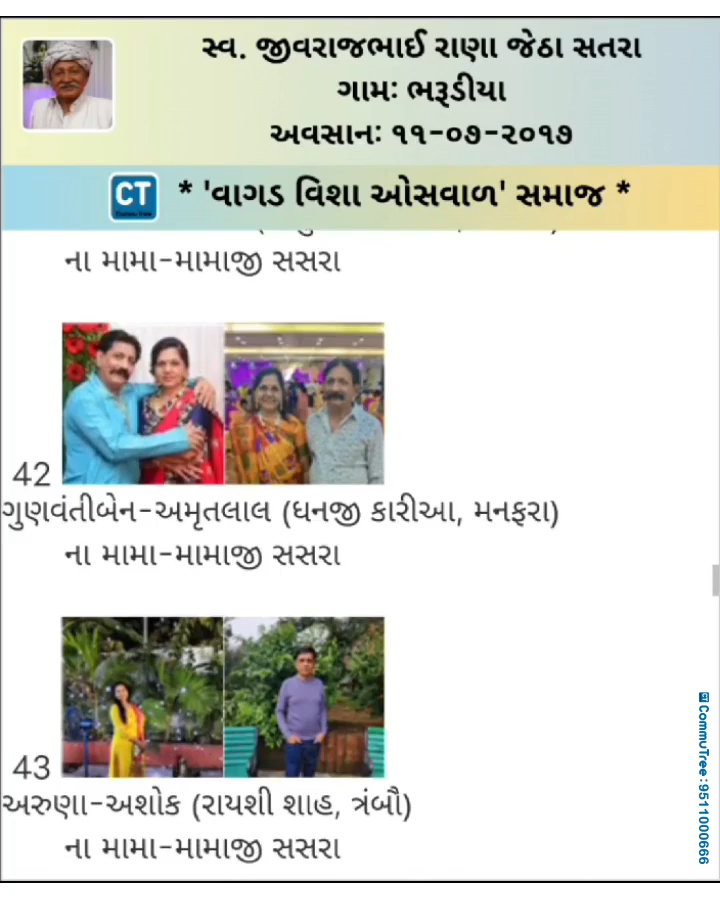 સ્વ. જીવરાજભાઈ રાણા જેઠા સતરા
ગામઃ ભરૂડીયા
અવસાનઃ ૧૧-૦૭-૨૦૧૭
CT * 'વાગડ વિશા ઓસવાળ' સમાજ *
ના મામા-મામાજી સસરા
42
ગુણવંતીબેન-અમૃતલાલ (ધનજી કારીઆ, મનફરા)
ના મામા-મામાજી સસરા
43
અરુણા-અશોક (રાયશી શાહ, ત્રંબૌ)
ના મામા-મામાજી સસરા
CommuTree : 9511000666